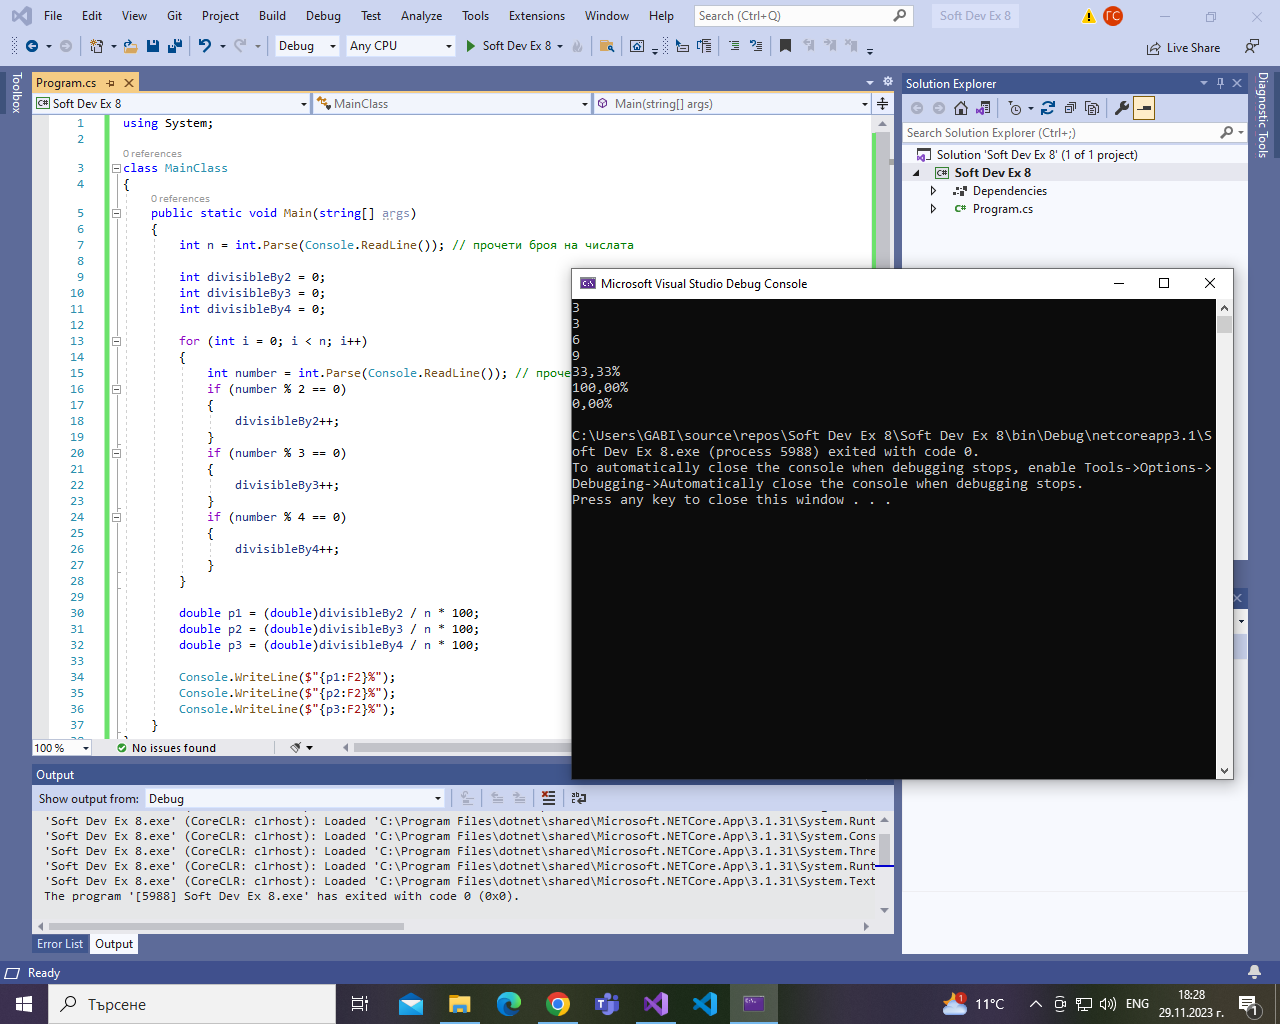 File Edit View Git Project Build Debug Test Analyze Tools Extensions Window Help Search (Ctrl+Q) Soft Dev Ex 8 ГС
Debug Any CPU Soft Dev Ex 8 Live Share
Toolbox
Program.cs
Soft Dev Ex 8 MainClass Main(string[] args)
1 using System;
2
0 references
3 class MainClass
4 {
0 references
5 public static void Main(string[] args)
6 {
7 int n = int.Parse(Console.ReadLine()); // прочети броя на числата
8
9 int divisibleBy2 = 0;
10 int divisibleBy3 = 0;
11 int divisibleBy4 = 0;
12
13 for (int i = 0; i < n; i++)
14 {
15 int number = int.Parse(Console.ReadLine()); // проче
16 if (number % 2 == 0)
17 {
18 divisibleBy2++;
19 }
20 if (number % 3 == 0)
21 {
22 divisibleBy3++;
23 }
24 if (number % 4 == 0)
25 {
26 divisibleBy4++;
27 }
28 }
29
30 double p1 = (double)divisibleBy2 / n * 100;
31 double p2 = (double)divisibleBy3 / n * 100;
32 double p3 = (double)divisibleBy4 / n * 100;
33
34 Console.WriteLine($"{p1:F2}%");
35 Console.WriteLine($"{p2:F2}%");
36 Console.WriteLine($"{p3:F2}%");
37 }
100 % No issues found
Solution Explorer
Search Solution Explorer (Ctrl+;)
Solution 'Soft Dev Ex 8' (1 of 1 project)
Soft Dev Ex 8
Dependencies
Program.cs
Diagnostic Tools
Microsoft Visual Studio Debug Console
3
3
6
9
33,33%
100,00%
0,00%
C:\Users\GABI\source\repos\Soft Dev Ex 8\Soft Dev Ex 8\bin\Debug\netcoreapp3.1\S
oft Dev Ex 8.exe (process 5988) exited with code 0.
To automatically close the console when debugging stops, enable Tools->Options->
Debugging->Automatically close the console when debugging stops.
Press any key to close this window . . .
Output
Show output from: Debug
'Soft Dev Ex 8.exe' (CoreCLR: clrhost): Loaded 'C:\Program Files\dotnet\shared\Microsoft.NETCore.App\3.1.31\System.Runt
'Soft Dev Ex 8.exe' (CoreCLR: clrhost): Loaded 'C:\Program Files\dotnet\shared\Microsoft.NETCore.App\3.1.31\System.Cons
'Soft Dev Ex 8.exe' (CoreCLR: clrhost): Loaded 'C:\Program Files\dotnet\shared\Microsoft.NETCore.App\3.1.31\System.Thre
'Soft Dev Ex 8.exe' (CoreCLR: clrhost): Loaded 'C:\Program Files\dotnet\shared\Microsoft.NETCore.App\3.1.31\System.Runt
'Soft Dev Ex 8.exe' (CoreCLR: clrhost): Loaded 'C:\Program Files\dotnet\shared\Microsoft.NETCore.App\3.1.31\System.Text
The program '[5988] Soft Dev Ex 8.exe' has exited with code 0 (0x0).
Error List Output
Ready
Търсене 1 11°C ENG 18:28
29.11.2023 г. 1